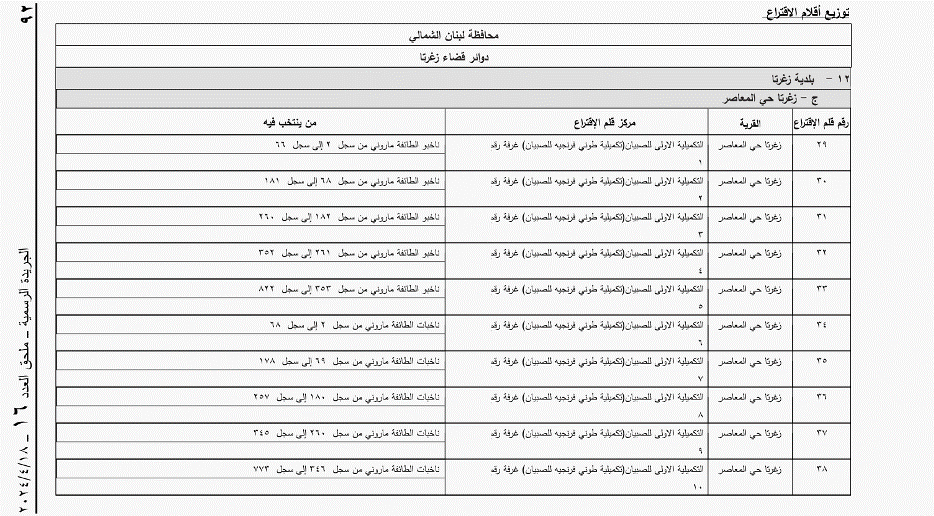 توزيع أقلام الاقتراع
محافظة لبنان الشمالي
دوائر قضاء زغرتا
١٢ - بلدية زغرتا
ج - زغرتا حي المعاصر
رقم قلم الإقتراع القرية مركز قلم الإقتراع من ينتخب فيه
٢٩ زغرتا حي المعاصر التكميلية الاولى للصبيان(تكميلية طوني فرنجيه للصبيان) غرفة رقد ناخبو الطائفة ماروني من سجل ٢ إلى سجل ٦٦
١
٣٠ زغرتا حي المعاصر التكميلية الاولى للصبيان(تكميلية طوني فرنجيه للصبيان) غرفة رقد ناخبو الطائفة ماروني من سجل ٦٨ إلى سجل ١٨١
٢
٣١ زغرتا حي المعاصر التكميلية الاولى للصبيان(تكميلية طوني فرنجيه للصبيان) غرفة رقد ناخبو الطائفة ماروني من سجل ١٨٢ إلى سجل ٢٦٠
٣
٣٢ زغرتا حي المعاصر التكميلية الاولى للصبيان(تكميلية طوني فرنجيه للصبيان) غرفة رقد ناخبو الطائفة ماروني من سجل ٢٦١ إلى سجل ٣٥٢
٤
٣٣ زغرتا حي المعاصر التكميلية الاولى للصبيان(تكميلية طوني فرنجيه للصبيان) غرفة رقد ناخبو الطائفة ماروني من سجل ٣٥٣ إلى سجل ٨٢٢
٥
٣٤ زغرتا حي المعاصر التكميلية الاولى للصبيان(تكميلية طوني فرنجيه للصبيان) غرفة رقد ناخبات الطائفة ماروني من سجل ٢ إلى سجل ٦٨
٦
٣٥ زغرتا حي المعاصر التكميلية الاولى للصبيان(تكميلية طوني فرنجيه للصبيان) غرفة رقد ناخبات الطائفة ماروني من سجل ٦٩ إلى سجل ١٧٨
٧
٣٦ زغرتا حي المعاصر التكميلية الاولى للصبيان(تكميلية طوني فرنجيه للصبيان) غرفة رقد ناخبات الطائفة ماروني من سجل ١٨٠ إلى سجل ٢٥٧
٨
٣٧ زغرتا حي المعاصر التكميلية الاولى للصبيان(تكميلية طوني فرنجيه للصبيان) غرفة رقد ناخبات الطائفة ماروني من سجل ٢٦٠ إلى سجل ٣٤٥
٩
٣٨ زغرتا حي المعاصر التكميلية الاولى للصبيان(تكميلية طوني فرنجيه للصبيان) غرفة رقد ناخبات الطائفة ماروني من سجل ٣٤٦ إلى سجل ٧٧٣
١٠
٩٢
الجريدة الرسمية ـ ملحق العدد ١٦ ـ ٢٠٢٤/٤/١٨